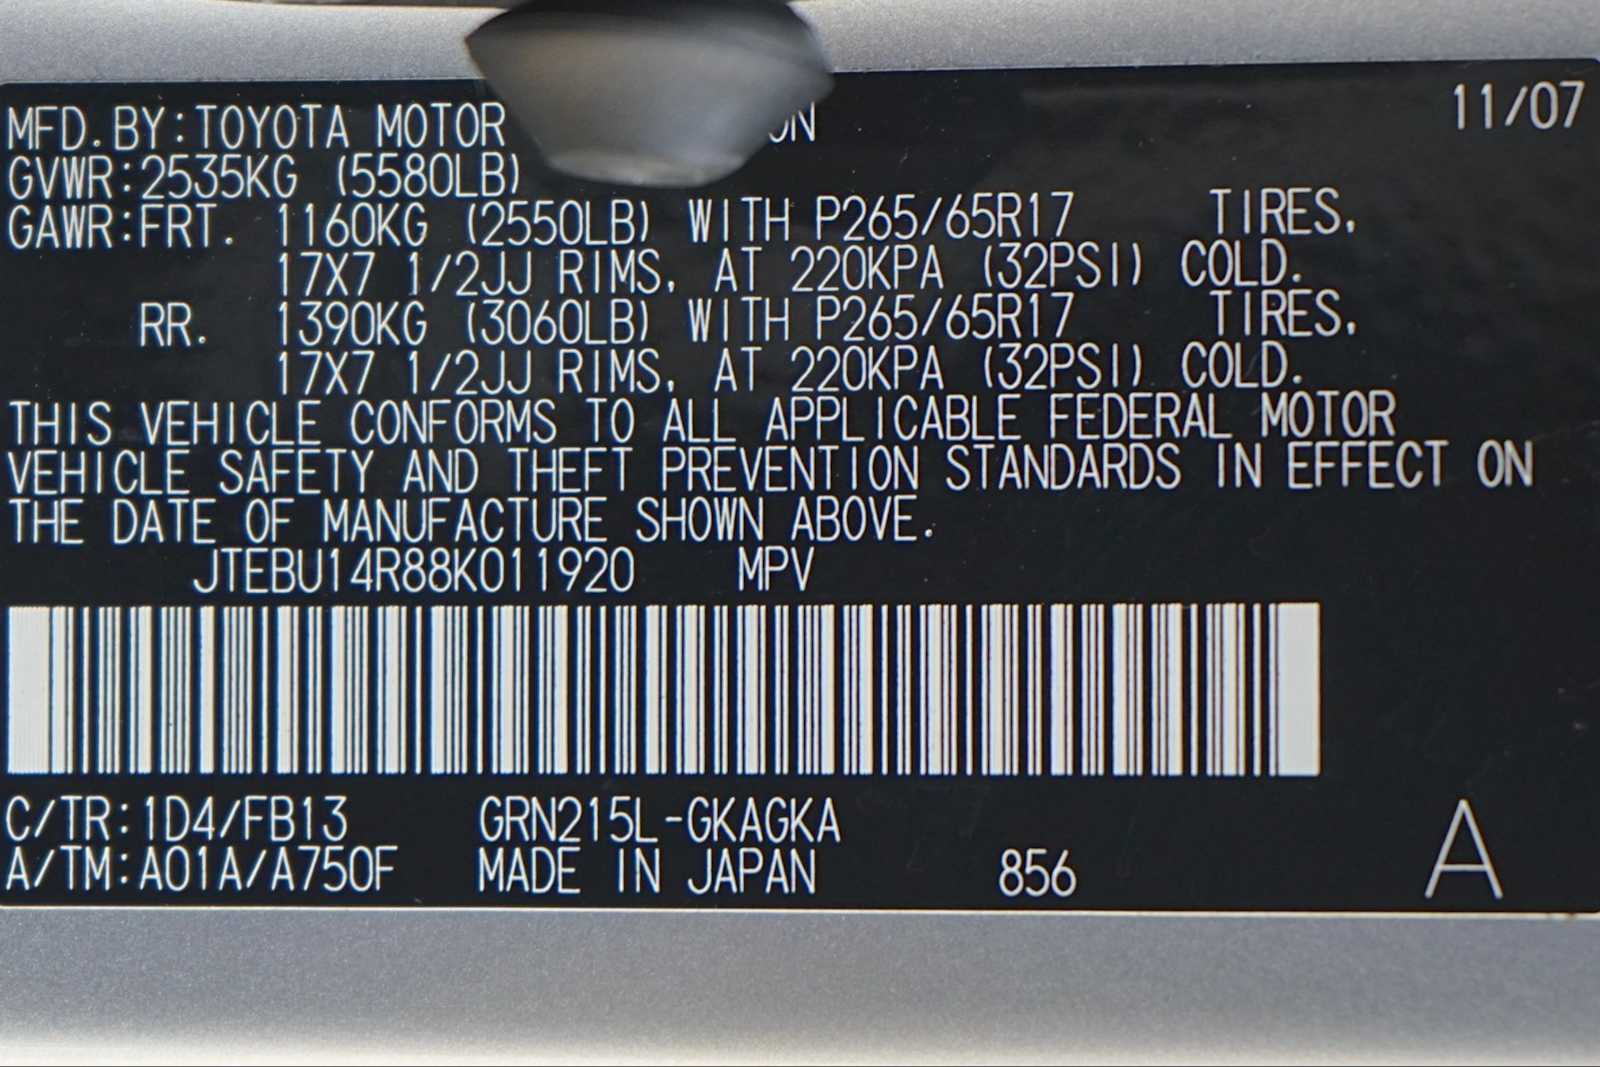 MFD. BY: TOYOTA MOTOR 11/07
GVWR: 2535KG (5580LB)
GAWR: FRT. 1160KG (2550LB) WITH P265/65R17 TIRES,
17X7 1/2JJ RIMS, AT 220KPA (32PSI) COLD.
RR. 1390KG (3060LB) WITH P265/65R17 TIRES,
17X7 1/2JJ RIMS, AT 220KPA (32PSI) COLD.
THIS VEHICLE CONFORMS TO ALL APPLICABLE FEDERAL MOTOR
VEHICLE SAFETY AND THEFT PREVENTION STANDARDS IN EFFECT ON
THE DATE OF MANUFACTURE SHOWN ABOVE.
JTEBU14R88K011920 MPV
C/TR: 1D4/FB13 GRN215L-GKAGKA
A/TM: A01A/A750F MADE IN JAPAN 856 A